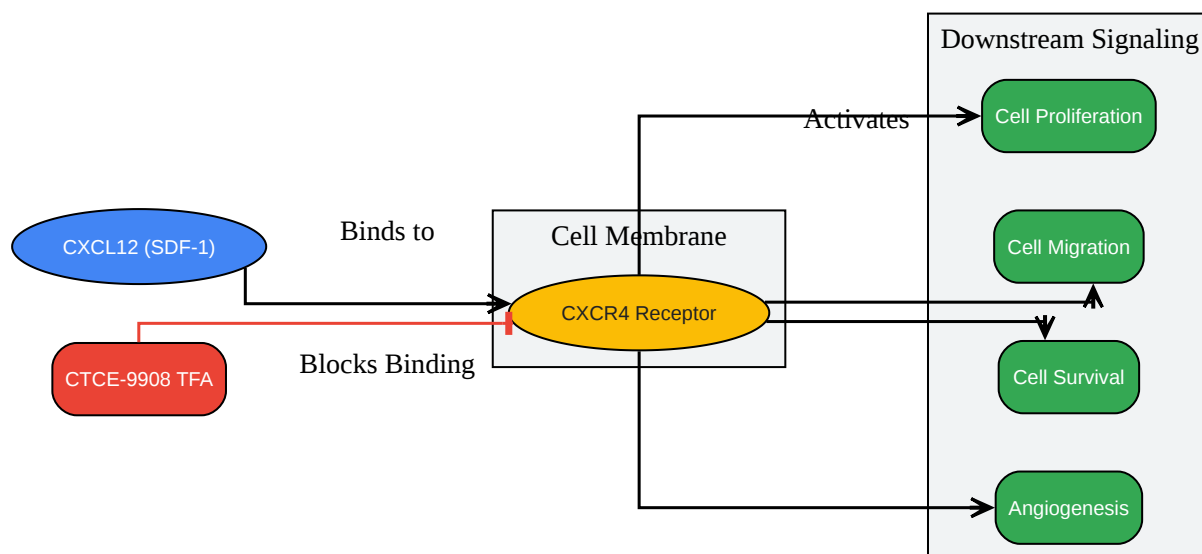 Downstream Signaling
Cell Proliferation
Activates
Cell Migration
Binds to
Cell Membrane
CXCL12 (SDF-1)
CXCR4 Receptor
Blocks Binding
CTCE-9908 TFA
Cell Survival
Angiogenesis